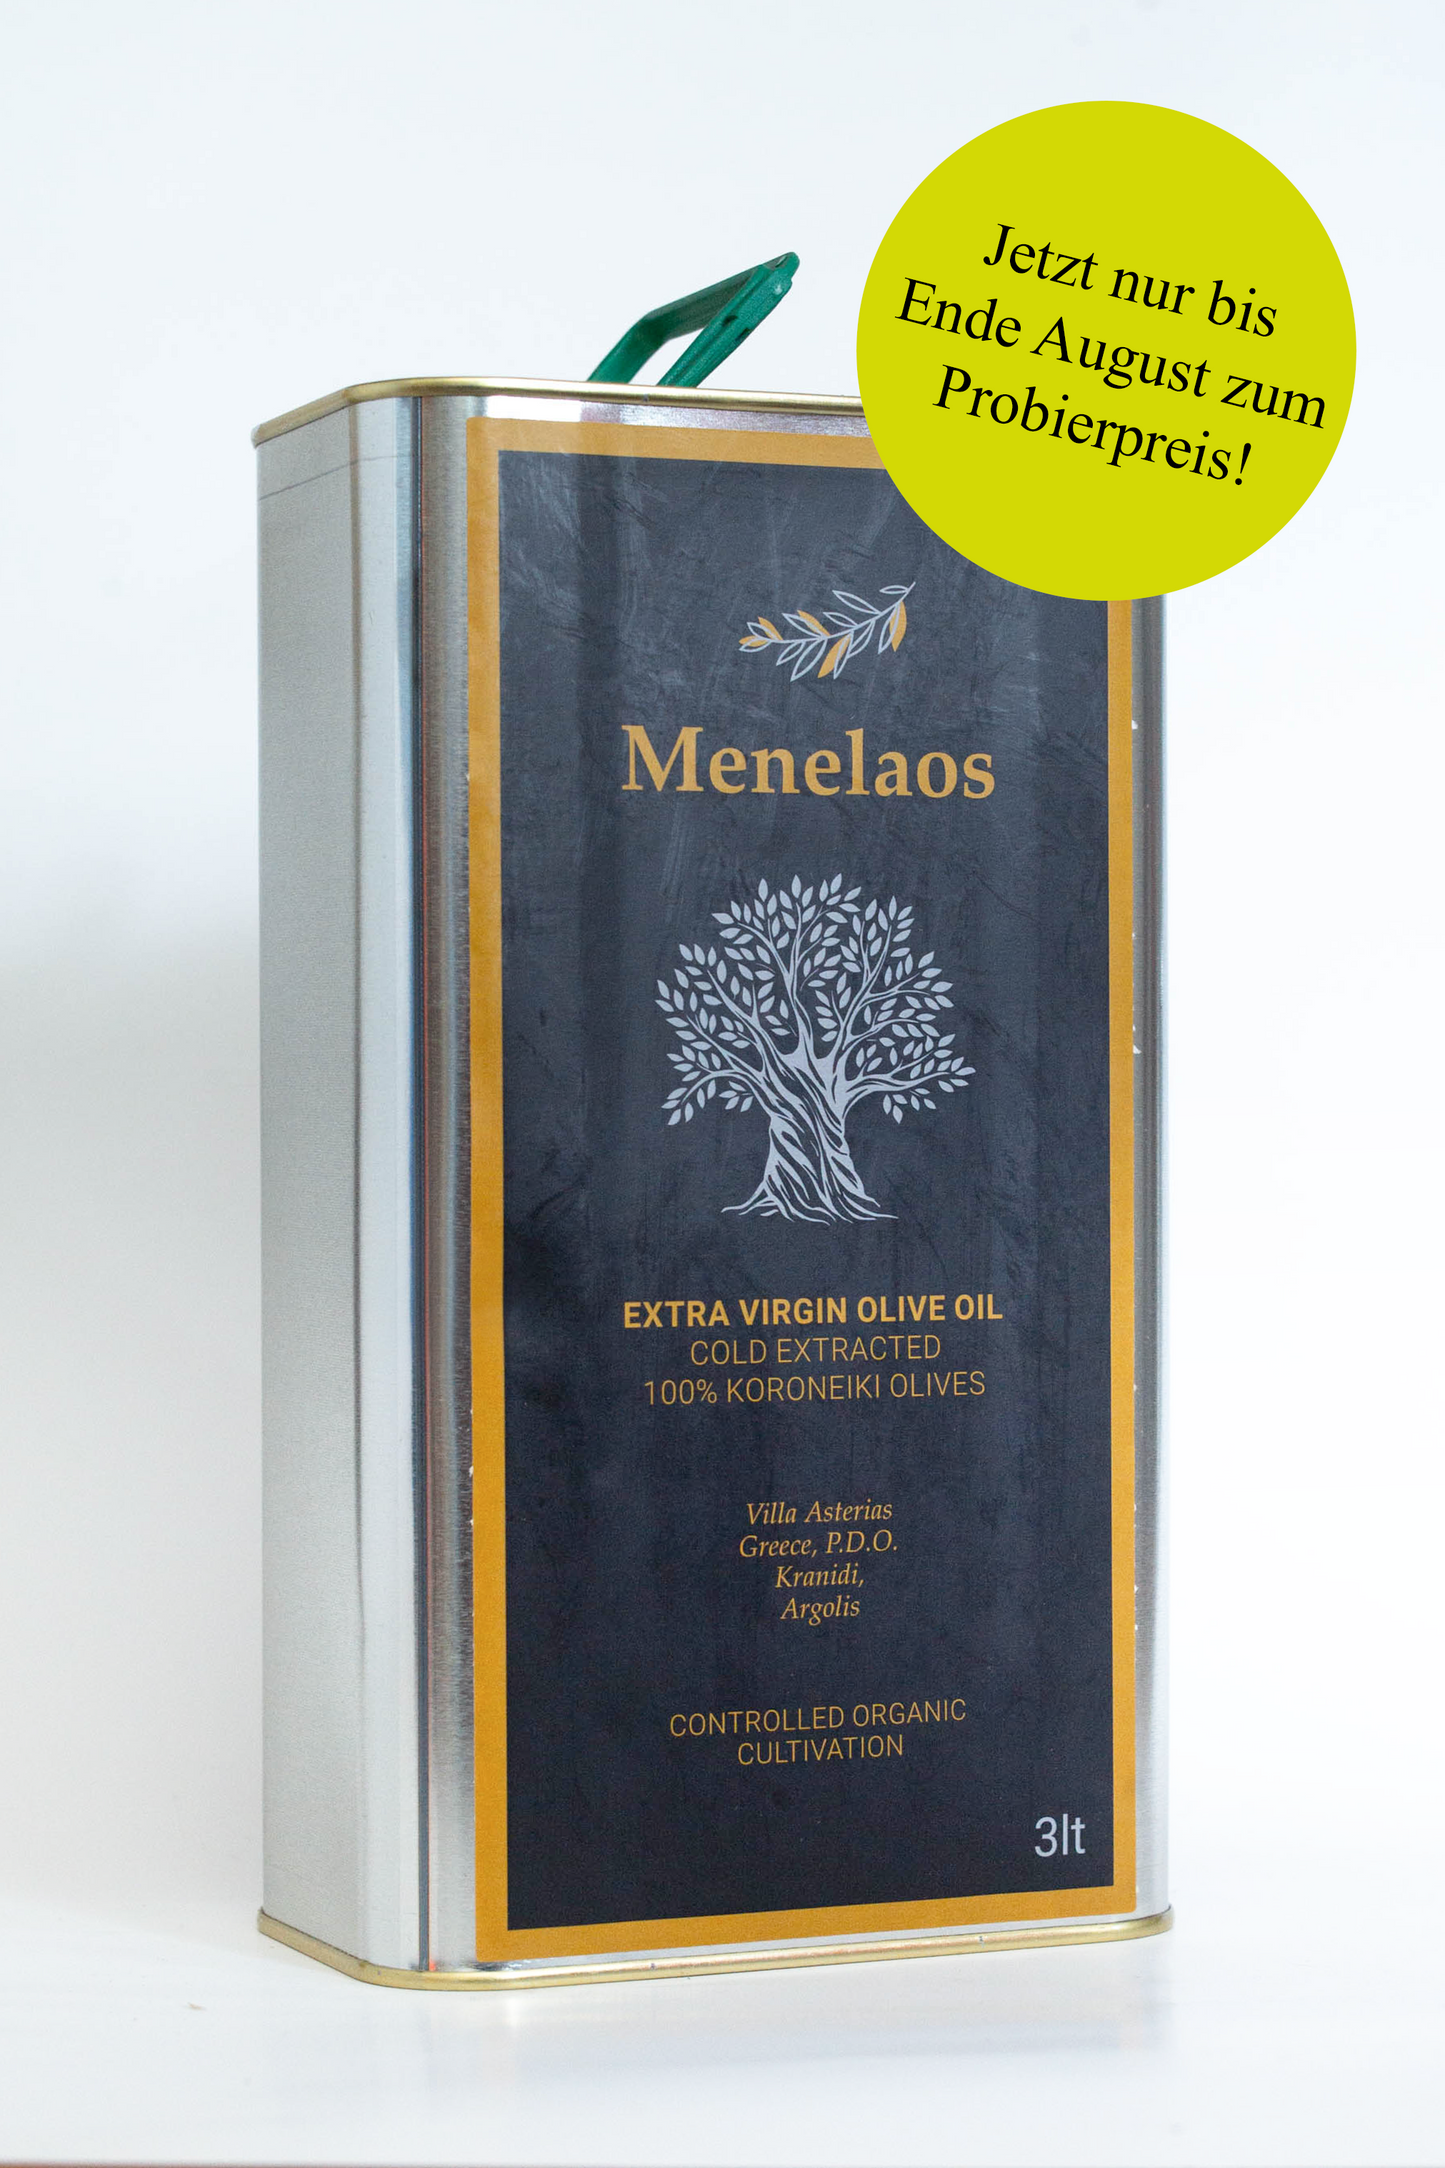 Jetzt nur bis
Ende August zum
Probierpreis!
Menelaos
EXTRA VIRGIN OLIVE OIL
COLD EXTRACTED
100% KORONEIKI OLIVES
Villa Asterias
Greece, P.D.O.
Kranidi,
Argolis
CONTROLLED ORGANIC
CULTIVATION
3lt